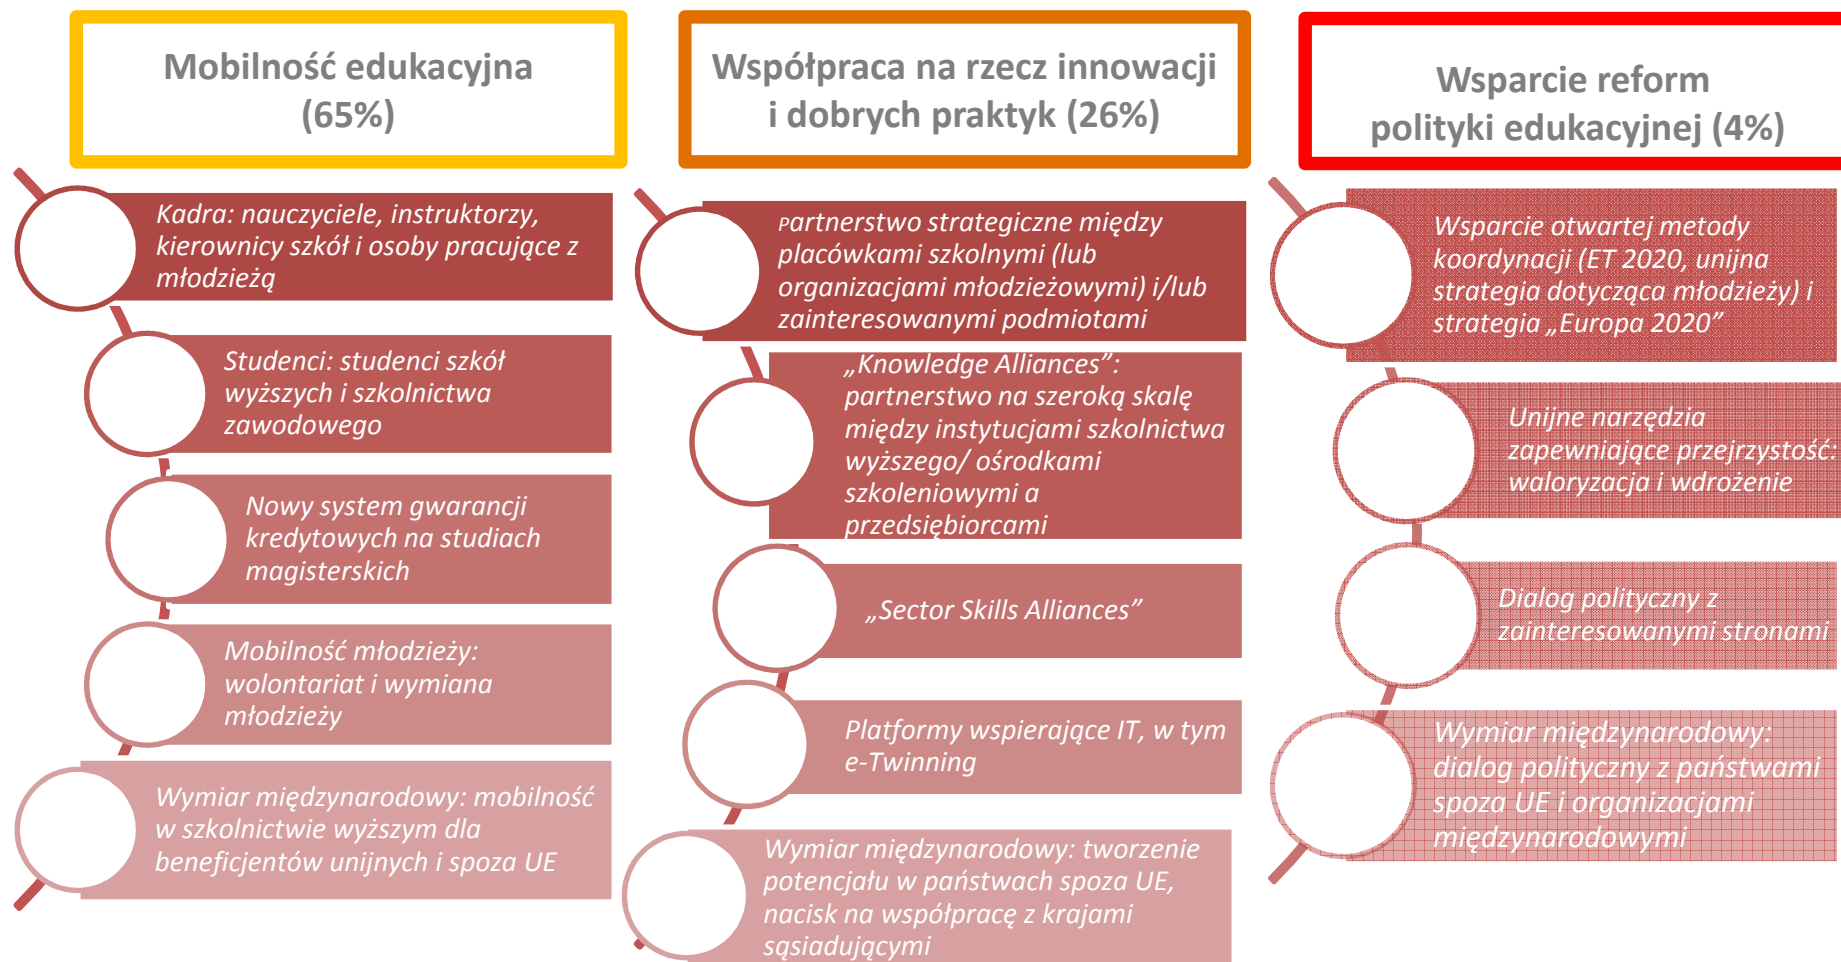 Mobilność edukacyjna
(65%)
Kadra: nauczyciele, instruktorzy,
kierownicy szkół i osoby pracujące z
młodzieżą
Studenci: studenci szkół
wyższych i szkolnictwa
zawodowego
Nowy system gwarancji
kredytowych na studiach
magisterskich
Mobilność młodzieży:
wolontariat i wymiana
młodzieży
Wymiar międzynarodowy: mobilność
w szkolnictwie wyższym dla
beneficjentów unijnych i spoza UE
Współpraca na rzecz innowacji
i dobrych praktyk (26%)
Partnerstwo strategiczne między
placówkami szkolnymi (lub
organizacjami młodzieżowymi) i/lub
zainteresowanymi podmiotami
„Knowledge Alliances”:
partnerstwo na szeroką skalę
między instytucjami szkolnictwa
wyższego/ ośrodkami
szkoleniowymi a
przedsiębiorcami
„Sector Skills Alliances”
Platformy wspierające IT, w tym
e-Twinning
Wymiar międzynarodowy: tworzenie
potencjału w państwach spoza UE,
nacisk na współpracę z krajami
sąsiadującymi
Wsparcie reform
polityki edukacyjnej (4%)
Wsparcie otwartej metody
koordynacji (ET 2020, unijna
strategia dotycząca młodzieży) i
strategia „Europa 2020”
Unijne narzędzia
zapewniające przejrzystość:
waloryzacja i wdrożenie
Dialog polityczny z
zainteresowanymi stronami
Wymiar międzynarodowy:
dialog polityczny z państwami
spoza UE i organizacjami
międzynarodowymi